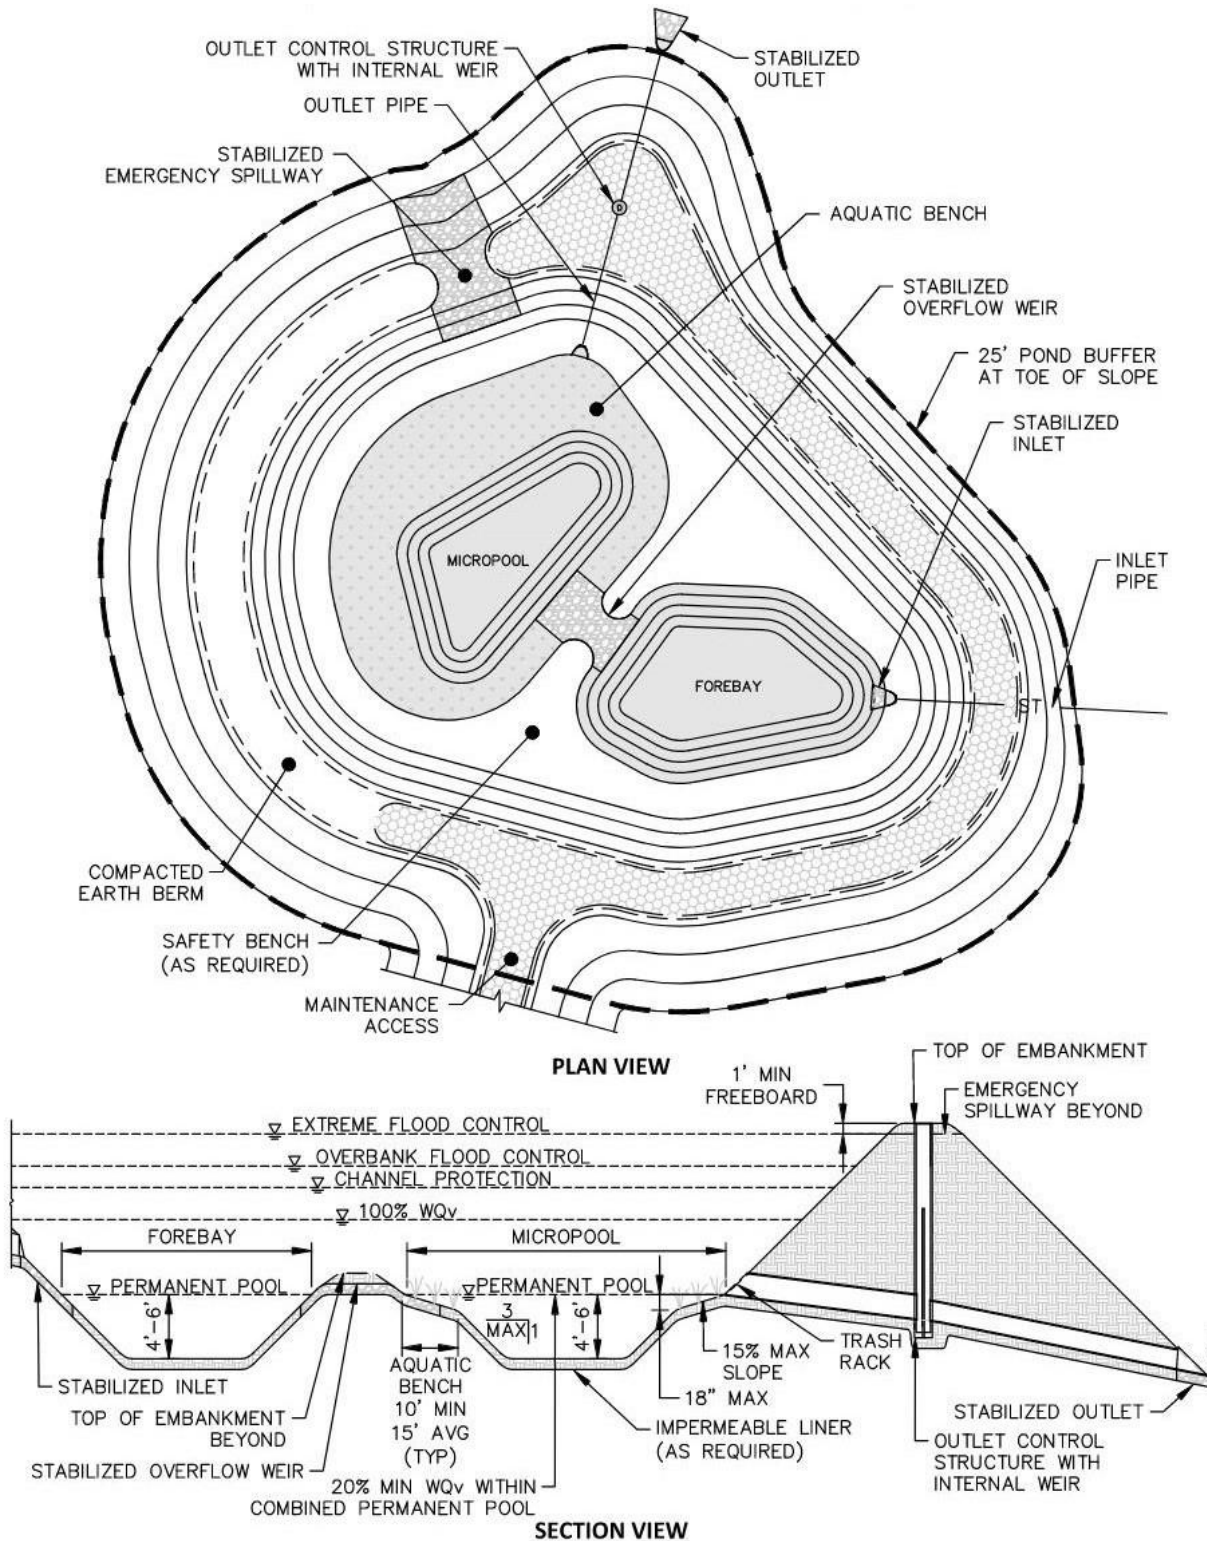 OUTLET CONTROL STRUCTURE
WITH INTERNAL WEIR
STABILIZED
OUTLET
OUTLET PIPE
STABILIZED
EMERGENCY SPILLWAY
AQUATIC BENCH
STABILIZED
OVERFLOW WEIR
25' POND BUFFER
AT TOE OF SLOPE
STABILIZED
INLET
MICROPOOL
INLET
PIPE
FOREBAY
ST
COMPACTED
EARTH BERM
SAFETY BENCH
(AS REQUIRED)
MAINTENANCE
ACCESS
PLAN VIEW
TOP OF EMBANKMENT
1' MIN
FREEBOARD
EMERGENCY
SPILLWAY BEYOND
EXTREME FLOOD CONTROL
OVERBANK FLOOD CONTROL
CHANNEL PROTECTION
100% WQv
FOREBAY
MICROPOOL
PERMANENT POOL
PERMANENT POOL
4'-6'
3
MAX 1
4'-6'
TRASH
RACK
15% MAX
SLOPE
18" MAX
STABILIZED INLET
AQUATIC
BENCH
10' MIN
15' AVG
(TYP)
TOP OF EMBANKMENT
BEYOND
IMPERMEABLE LINER
(AS REQUIRED)
STABILIZED OUTLET
OUTLET CONTROL
STRUCTURE WITH
INTERNAL WEIR
STABILIZED OVERFLOW WEIR
20% MIN WQv WITHIN
COMBINED PERMANENT POOL
SECTION VIEW